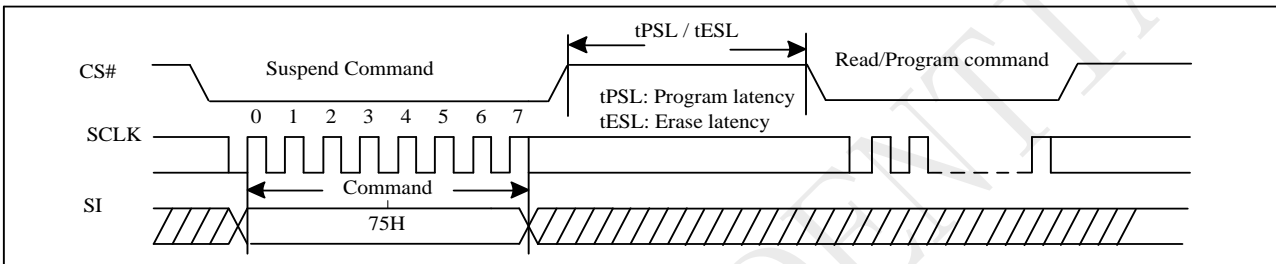 tPSL / tESL
CS#
Suspend Command
Read/Program command
tPSL: Program latency
tESL: Erase latency
SCLK
0 1 2 3 4 5 6 7
Command
SI
75H